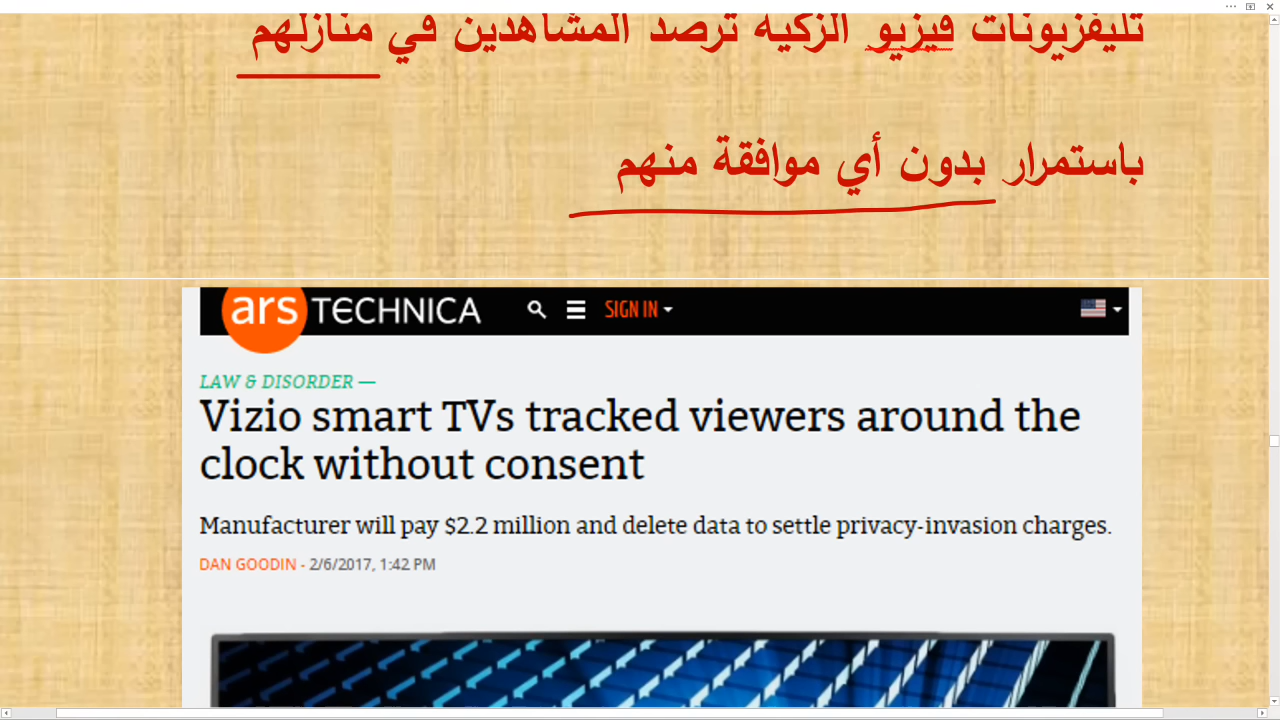 تليفزيونات فيزيو الزكية ترصد المشاهدين في منازلهم
باستمرار بدون أي موافقة منهم
ars TECHNICA SIGN IN
LAW & DISORDER —
Vizio smart TVs tracked viewers around the
clock without consent
Manufacturer will pay $2.2 million and delete data to settle privacy-invasion charges.
DAN GOODIN - 2/6/2017, 1:42 PM